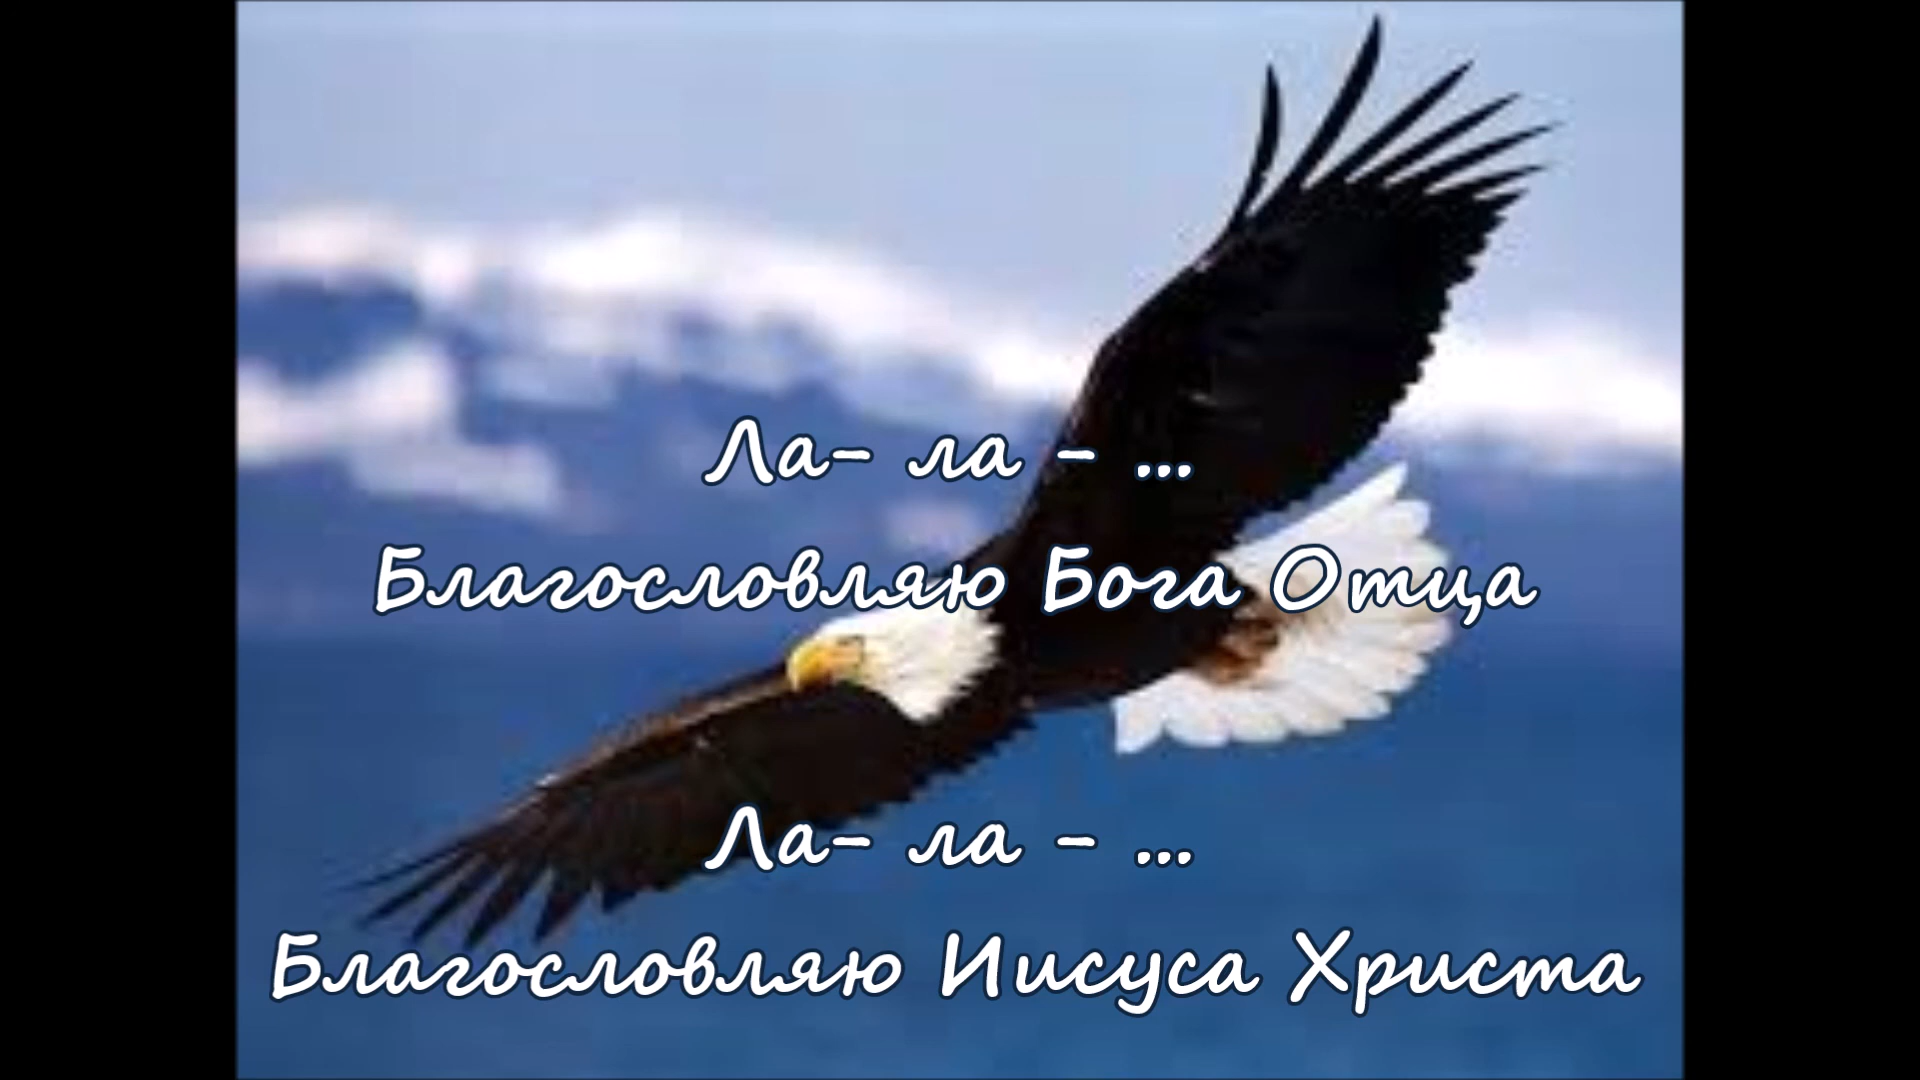 Ла- ла - ...
Благословляю Бога Отца
Ла- ла - ...
Благословляю Иисуса Христа